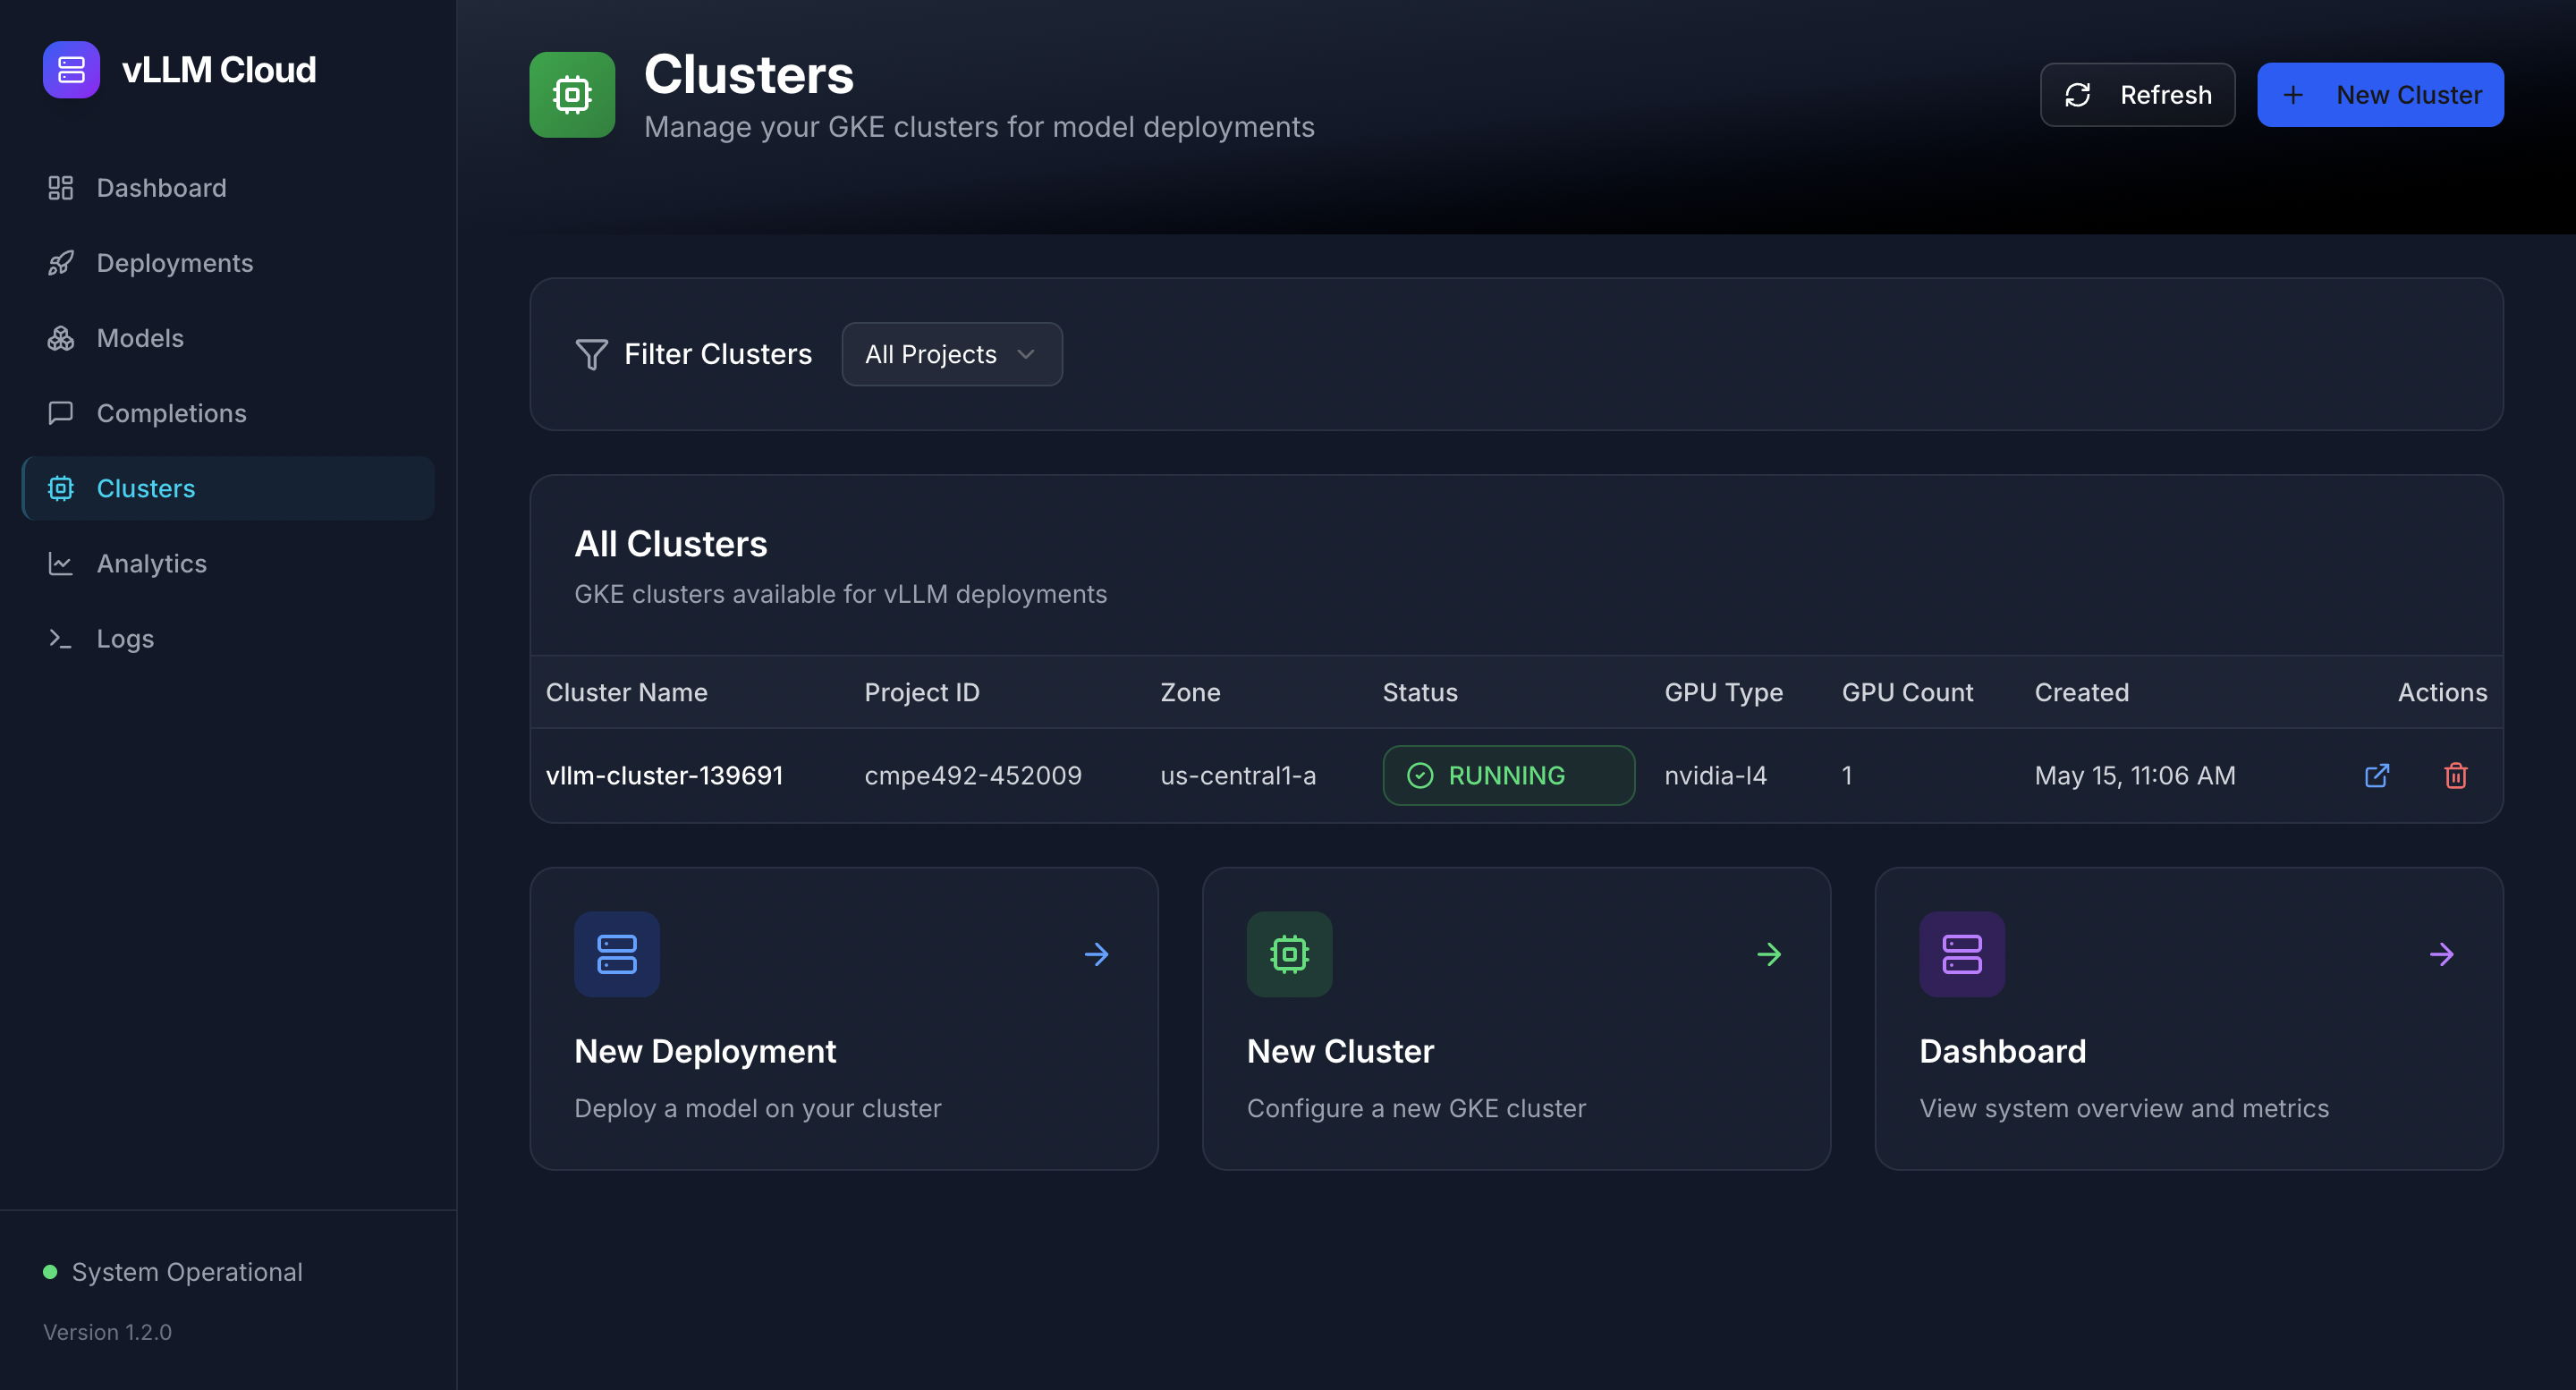 vLLM Cloud
Dashboard
Deployments
Models
Completions
Clusters
Analytics
Logs
System Operational
Version 1.2.0
Clusters
Manage your GKE clusters for model deployments
Refresh
New Cluster
Filter Clusters All Projects
All Clusters
GKE clusters available for vLLM deployments
Cluster Name Project ID Zone Status GPU Type GPU Count Created Actions
vllm-cluster-139691 cmpe492-452009 us-central1-a RUNNING nvidia-l4 1 May 15, 11:06 AM
New Deployment
Deploy a model on your cluster
New Cluster
Configure a new GKE cluster
Dashboard
View system overview and metrics